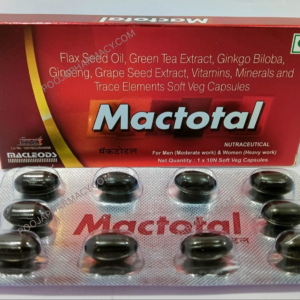 Flax Seed Oil, Green Tea Extract, Ginkgo Biloba,
Ginseng, Grape Seed Extract, Vitamins, Minerals and
Trace Elements Soft Veg Capsules
Mactotal
NUTRACEUTICAL
MACLEODS
मैकटोटल
For Men (Moderate work) & Women (Heavy work)
Net Quantity : 1 x 10N Soft Veg Capsules
Mactotal